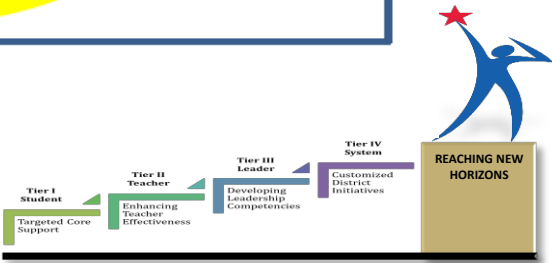 Tier I
Student
Targeted Core
Support
Tier II
Teacher
Enhancing
Teacher
Effectiveness
Tier III
Leader
Developing
Leadership
Competencies
Tier IV
System
Customized
District
Initiatives
REACHING NEW
HORIZONS